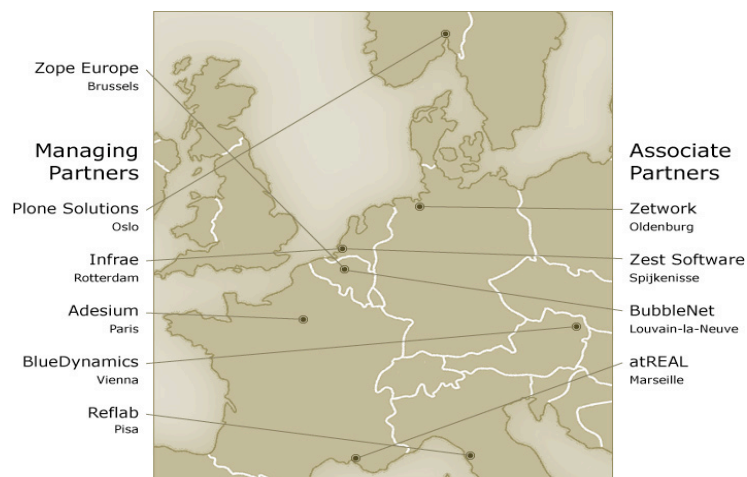 Zope Europe
Brussels
Managing
Partners
Plone Solutions
Oslo
Infrae
Rotterdam
Adesium
Paris
BlueDynamics
Vienna
Reflab
Pisa
Associate
Partners
Zetwork
Oldenburg
Zest Software
Spijkenisse
BubbleNet
Louvain-la-Neuve
atREAL
Marseille